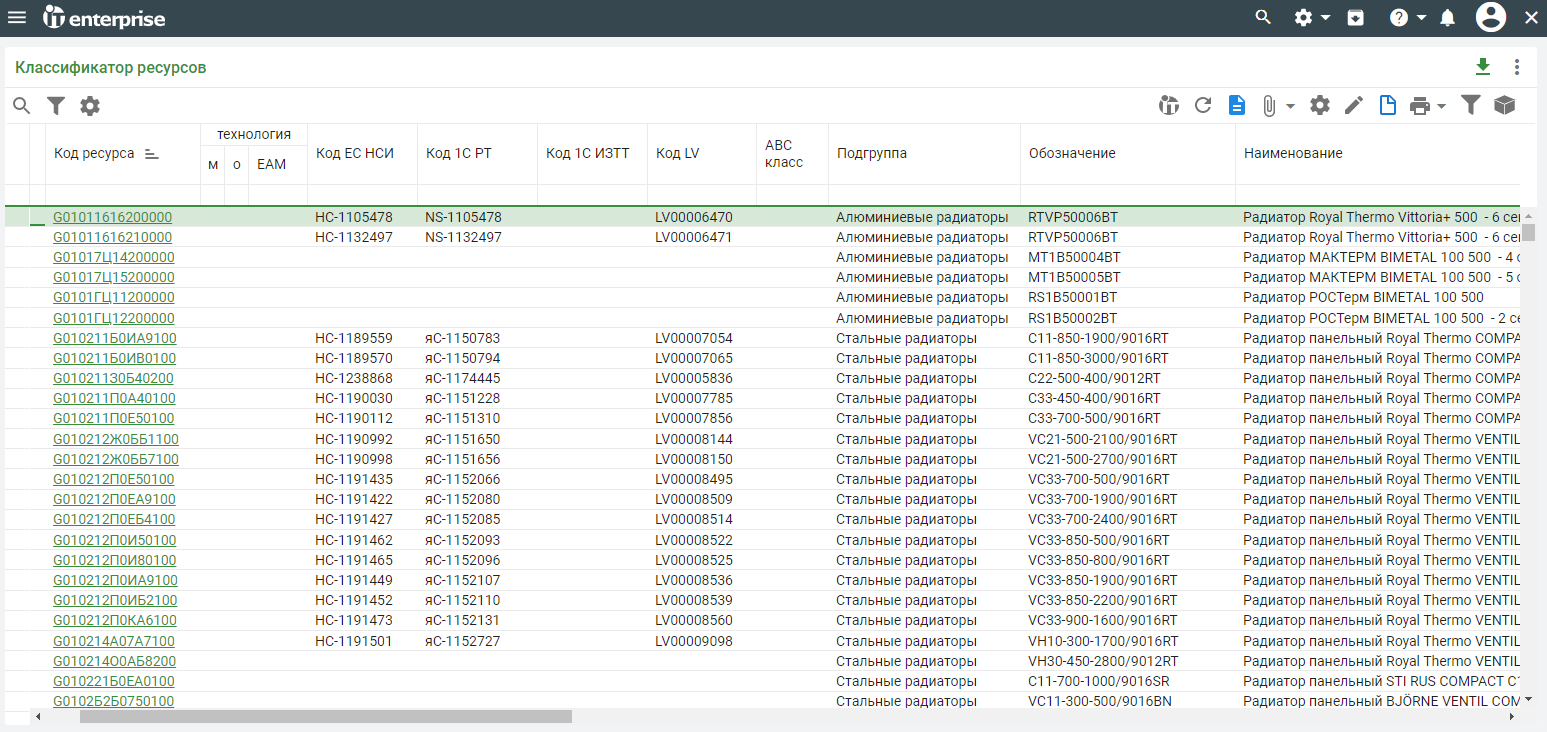 enterprise
Классификатор ресурсов
Код ресурса технология Код ЕС НСИ Код 1С РТ Код 1С ИЗТТ Код LV ABC класс Подгруппа Обозначение Наименование
м о ЕАМ
G01011616200000 НС-1105478 NS-1105478 LV00006470 Алюминиевые радиаторы RTVP50006BT Радиатор Royal Thermo Vittoria+ 500 - 6 сен
G01011616210000 НС-1132497 NS-1132497 LV00006471 Алюминиевые радиаторы RTVP50006BT Радиатор Royal Thermo Vittoria+ 500 - 6 сен
G01017Ц14200000 Алюминиевые радиаторы MT1B50004BT Радиатор МАКТЕРМ BIMETAL 100 500 - 4 с
G01017Ц15200000 Алюминиевые радиаторы MT1B50005BT Радиатор МАКТЕРМ BIMETAL 100 500 - 5 с
G0101ГЦ11200000 Алюминиевые радиаторы RS1B50001BT Радиатор РОСТерм BIMETAL 100 500
G0101ГЦ12200000 Алюминиевые радиаторы RS1B50002BT Радиатор РОСТерм BIMETAL 100 500 - 2 се
G010211Б0ИА9100 НС-1189559 яС-1150783 LV00007054 Стальные радиаторы C11-850-1900/9016RT Радиатор панельный Royal Thermo COMPA
G010211Б0ИВ0100 НС-1189570 яС-1150794 LV00007065 Стальные радиаторы C11-850-3000/9016RT Радиатор панельный Royal Thermo COMPA
G01021130Б40200 НС-1238868 яС-1174445 LV00005836 Стальные радиаторы C22-500-400/9012RT Радиатор панельный Royal Thermo COMPA
G010211П0А40100 НС-1190030 яС-1151228 LV00007785 Стальные радиаторы C33-450-400/9016RT Радиатор панельный Royal Thermo COMPA
G010211П0Е50100 НС-1190112 яС-1151310 LV00007856 Стальные радиаторы C33-700-500/9016RT Радиатор панельный Royal Thermo COMPA
G010212Ж0ББ1100 НС-1190992 яС-1151650 LV00008144 Стальные радиаторы VC21-500-2100/9016RT Радиатор панельный Royal Thermo VENTIL
G010212Ж0ББ7100 НС-1190998 яС-1151656 LV00008150 Стальные радиаторы VC21-500-2700/9016RT Радиатор панельный Royal Thermo VENTIL
G010212П0Е50100 НС-1191435 яС-1152066 LV00008495 Стальные радиаторы VC33-700-500/9016RT Радиатор панельный Royal Thermo VENTIL
G010212П0ЕА9100 НС-1191422 яС-1152080 LV00008509 Стальные радиаторы VC33-700-1900/9016RT Радиатор панельный Royal Thermo VENTIL
G010212П0ЕБ4100 НС-1191427 яС-1152085 LV00008514 Стальные радиаторы VC33-700-2400/9016RT Радиатор панельный Royal Thermo VENTIL
G010212П0И50100 НС-1191462 яС-1152093 LV00008522 Стальные радиаторы VC33-850-500/9016RT Радиатор панельный Royal Thermo VENTIL
G010212П0И80100 НС-1191465 яС-1152096 LV00008525 Стальные радиаторы VC33-850-800/9016RT Радиатор панельный Royal Thermo VENTIL
G010212П0ИА9100 НС-1191449 яС-1152107 LV00008536 Стальные радиаторы VC33-850-1900/9016RT Радиатор панельный Royal Thermo VENTIL
G010212П0ИБ2100 НС-1191452 яС-1152110 LV00008539 Стальные радиаторы VC33-850-2200/9016RT Радиатор панельный Royal Thermo VENTIL
G010212П0КА6100 НС-1191473 яС-1152131 LV00008560 Стальные радиаторы VC33-900-1600/9016RT Радиатор панельный Royal Thermo VENTIL
G010214А07А7100 НС-1191501 яС-1152727 LV00009098 Стальные радиаторы VH10-300-1700/9016RT Радиатор панельный Royal Thermo VENTIL
G010214О0АБ8200 Стальные радиаторы VH30-450-2800/9012RT Радиатор панельный Royal Thermo VENTIL
G010221Б0ЕА0100 Стальные радиаторы C11-700-1000/9016SR Радиатор панельный STI RUS COMPACT C1
G0102Б2Б0750100 Стальные радиаторы VC11-300-500/9016BN Радиатор панельный BJÖRNE VENTIL COM